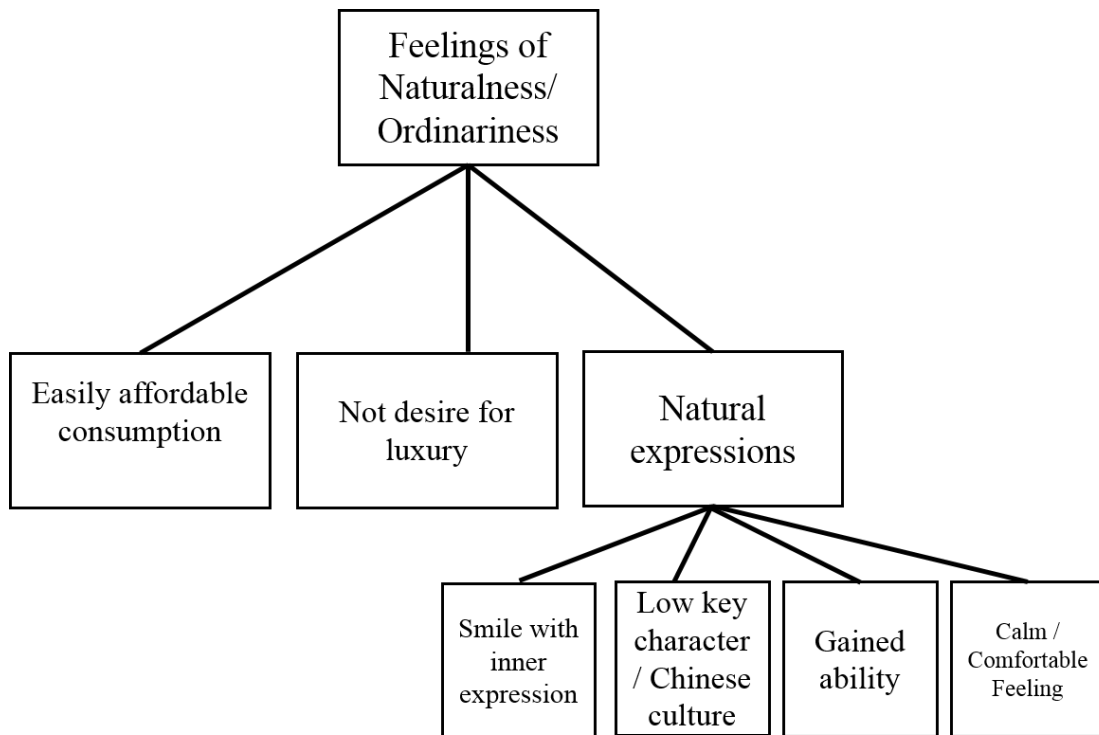 Feelings of
Naturalness/
Ordinariness
Easily affordable
consumption
Not desire for
luxury
Natural
expressions
Smile with
inner
expression
Low key
character
/ Chinese
culture
Gained
ability
Calm /
Comfortable
Feeling